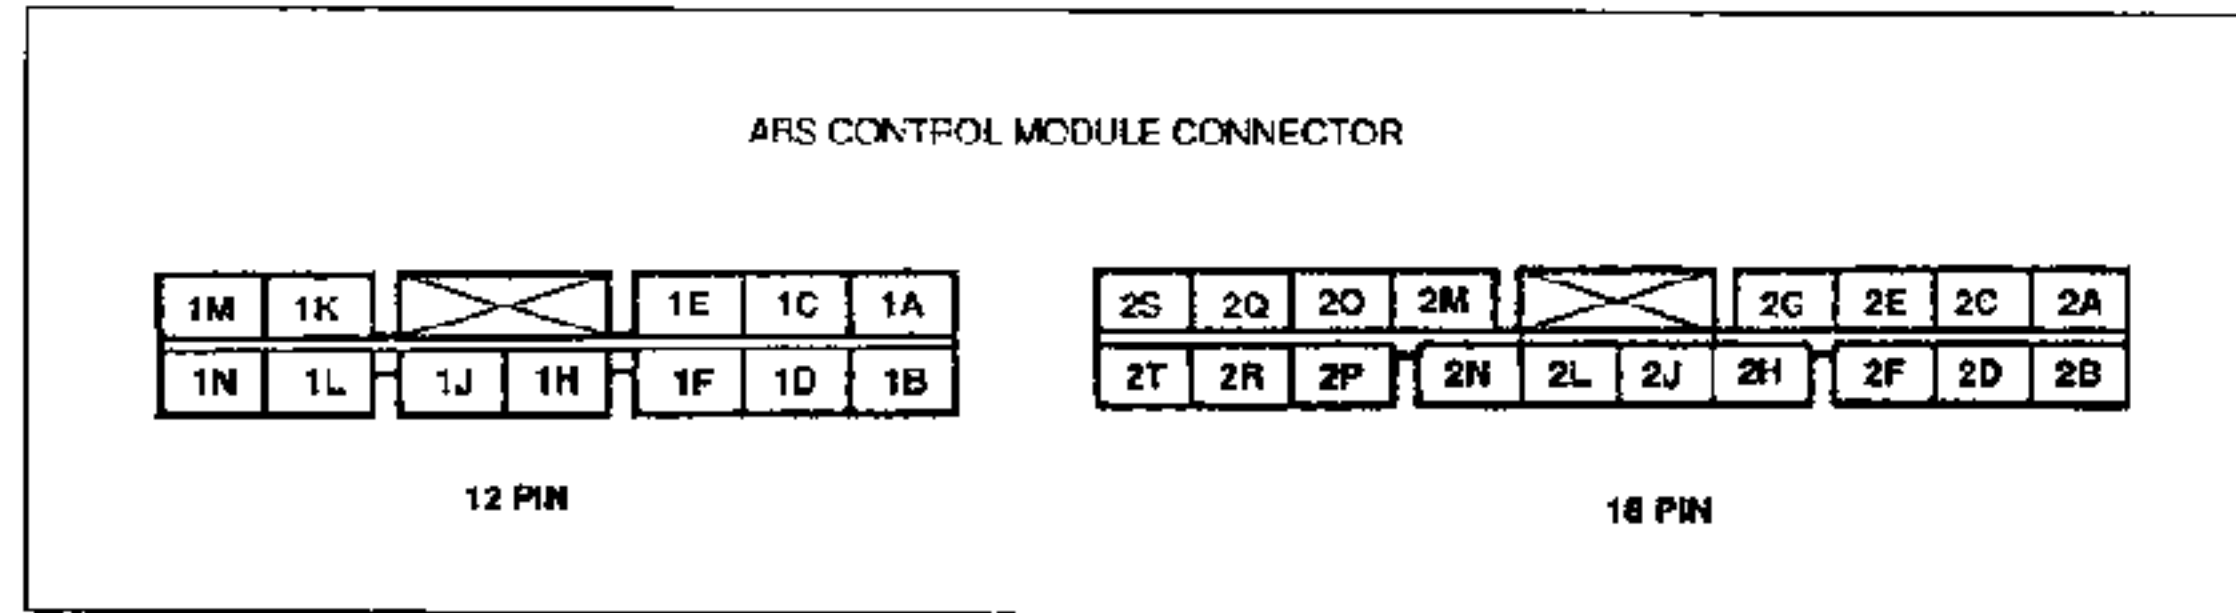 ABS CONTROL MODULE CONNECTOR
1M 1K 1E 1C 1A
1N 1L 1J 1H 1F 1D 1B
12 PIN
2S 2Q 2O 2M 2G 2E 2C 2A
2T 2R 2P 2N 2L 2J 2H 2F 2D 2B
18 PIN